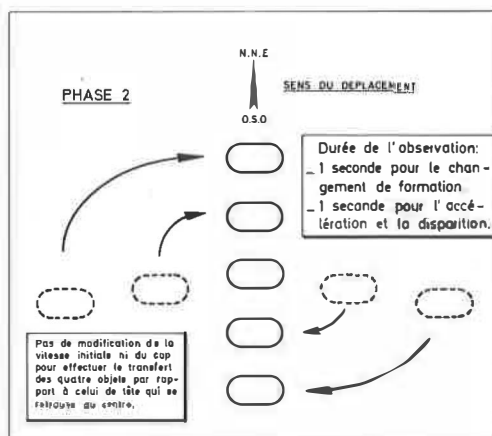 N.N.E
PHASE 2
SENS DU DEPLACEMENT
O.S.O
Durée de l'observation:
_ 1 seconde pour le chan-
gement de formation
_ 1 seconde pour l'accé-
lération et la disparition.
Pas de modification de la
vitesse initiale ni du cap
pour effectuer le transfert
des quatre objets par rap-
port à celui de tête qui se
retrouve au centre.